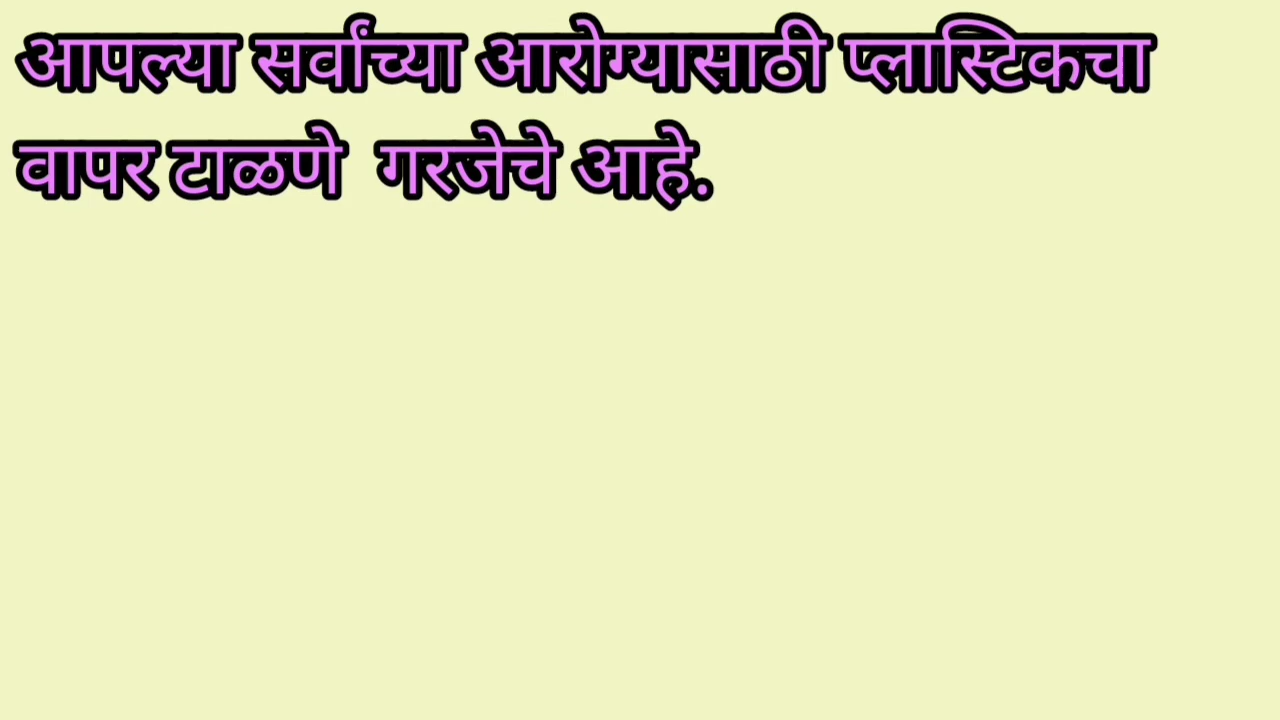 आपल्या सर्वांच्या आरोग्यासाठी प्लास्टिकचा
वापर टाळणे  गरजेचे आहे.